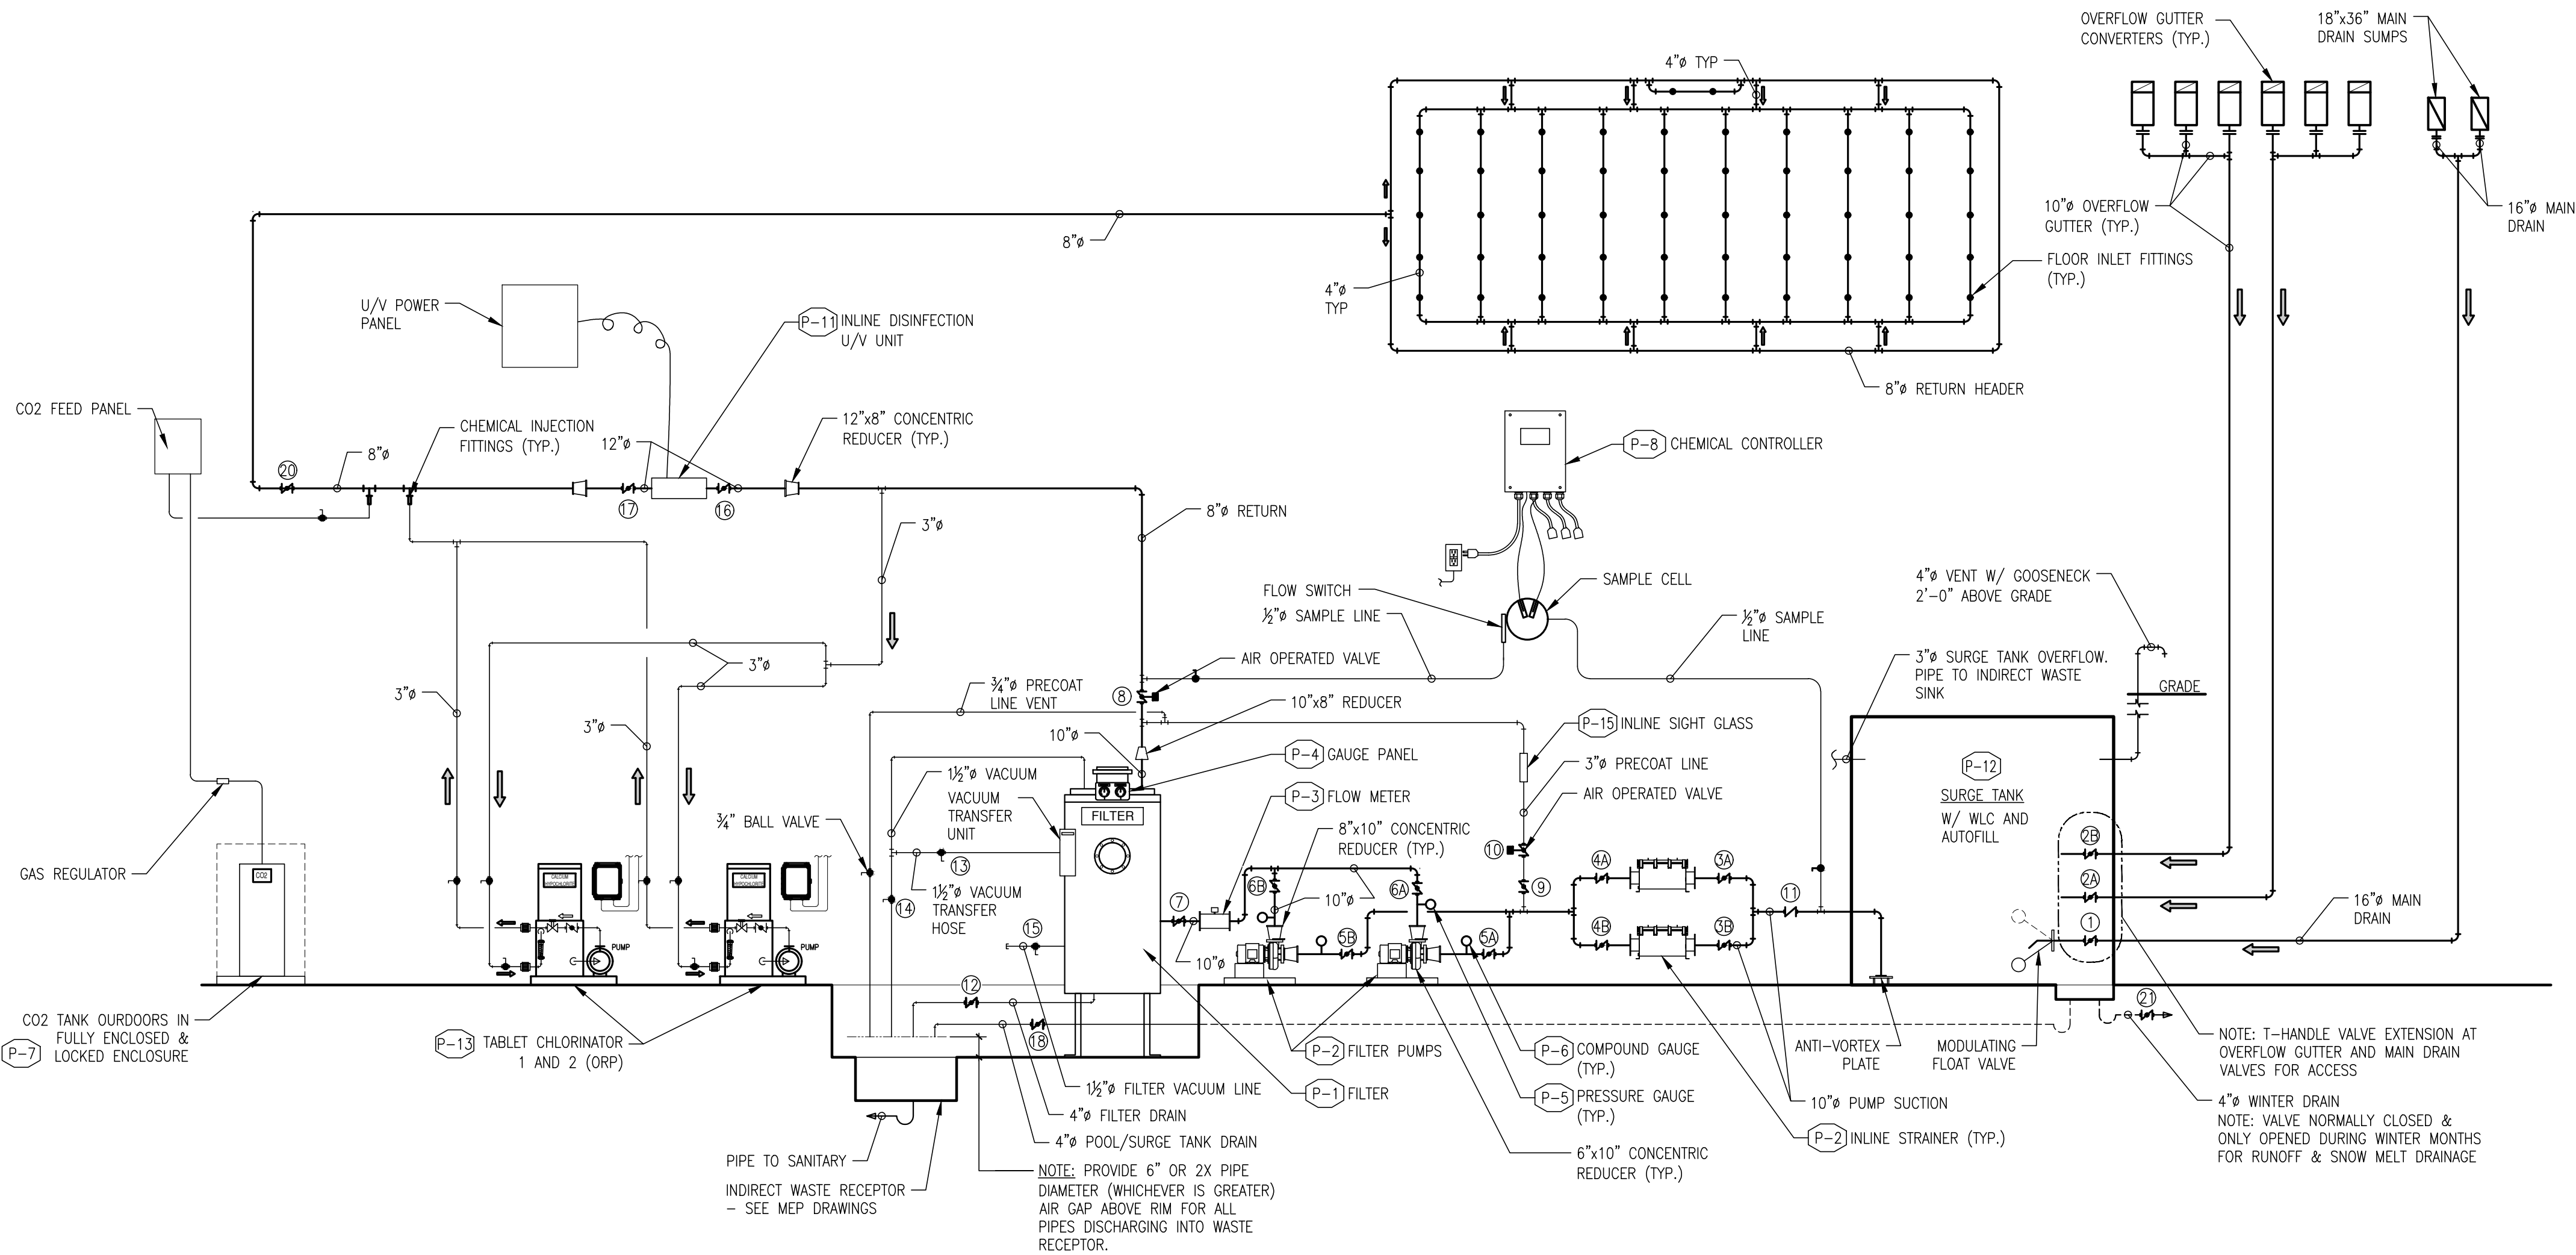 OVERFLOW GUTTER
CONVERTERS (TYP.)
18"x36" MAIN
DRAIN SUMPS
4"ø TYP
10"ø OVERFLOW
GUTTER (TYP.)
16"ø MAIN
DRAIN
8"ø
FLOOR INLET FITTINGS
(TYP.)
4"ø
TYP
U/V POWER
PANEL
P-11 INLINE DISINFECTION
U/V UNIT
8"ø RETURN HEADER
CO2 FEED PANEL
CHEMICAL INJECTION
FITTINGS (TYP.)
12"ø
12"x8" CONCENTRIC
REDUCER (TYP.)
P-8 CHEMICAL CONTROLLER
8"ø
20
17
16
8"ø RETURN
3"ø
FLOW SWITCH
SAMPLE CELL
½"ø SAMPLE LINE
½"ø SAMPLE
LINE
4"ø VENT W/ GOOSENECK
2'-0" ABOVE GRADE
3"ø
AIR OPERATED VALVE
3"ø SURGE TANK OVERFLOW.
PIPE TO INDIRECT WASTE
SINK
GRADE
3"ø
¾"ø PRECOAT
LINE VENT
8
10"x8" REDUCER
P-15 INLINE SIGHT GLASS
3"ø
10"ø
P-4 GAUGE PANEL
3"ø PRECOAT LINE
P-12
SURGE TANK
W/ WLC AND
AUTOFILL
1½"ø VACUUM
VACUUM
TRANSFER
UNIT
P-3 FLOW METER
AIR OPERATED VALVE
FILTER
¾" BALL VALVE
8"x10" CONCENTRIC
REDUCER (TYP.)
10
2B
GAS REGULATOR
CO2
CALCIUM
HYPOCHLORITE
CALCIUM
HYPOCHLORITE
13
1½"ø VACUUM
TRANSFER
HOSE
14
6B
10"ø
6A
9
4A
3A
11
2A
7
16"ø MAIN
DRAIN
1
PUMP
PUMP
15
10"ø
5B
5A
4B
3B
12
18
21
CO2 TANK OURDOORS IN
FULLY ENCLOSED &
P-7 LOCKED ENCLOSURE
P-13 TABLET CHLORINATOR
1 AND 2 (ORP)
P-2 FILTER PUMPS
P-6 COMPOUND GAUGE
(TYP.)
ANTI-VORTEX
PLATE
MODULATING
FLOAT VALVE
NOTE: T-HANDLE VALVE EXTENSION AT
OVERFLOW GUTTER AND MAIN DRAIN
VALVES FOR ACCESS
1½"ø FILTER VACUUM LINE
P-1 FILTER
P-5 PRESSURE GAUGE
(TYP.)
10"ø PUMP SUCTION
4"ø WINTER DRAIN
NOTE: VALVE NORMALLY CLOSED &
ONLY OPENED DURING WINTER MONTHS
FOR RUNOFF & SNOW MELT DRAINAGE
4"ø FILTER DRAIN
4"ø POOL/SURGE TANK DRAIN
P-2 INLINE STRAINER (TYP.)
6"x10" CONCENTRIC
REDUCER (TYP.)
PIPE TO SANITARY
INDIRECT WASTE RECEPTOR
- SEE MEP DRAWINGS
NOTE: PROVIDE 6" OR 2X PIPE
DIAMETER (WHICHEVER IS GREATER)
AIR GAP ABOVE RIM FOR ALL
PIPES DISCHARGING INTO WASTE
RECEPTOR.